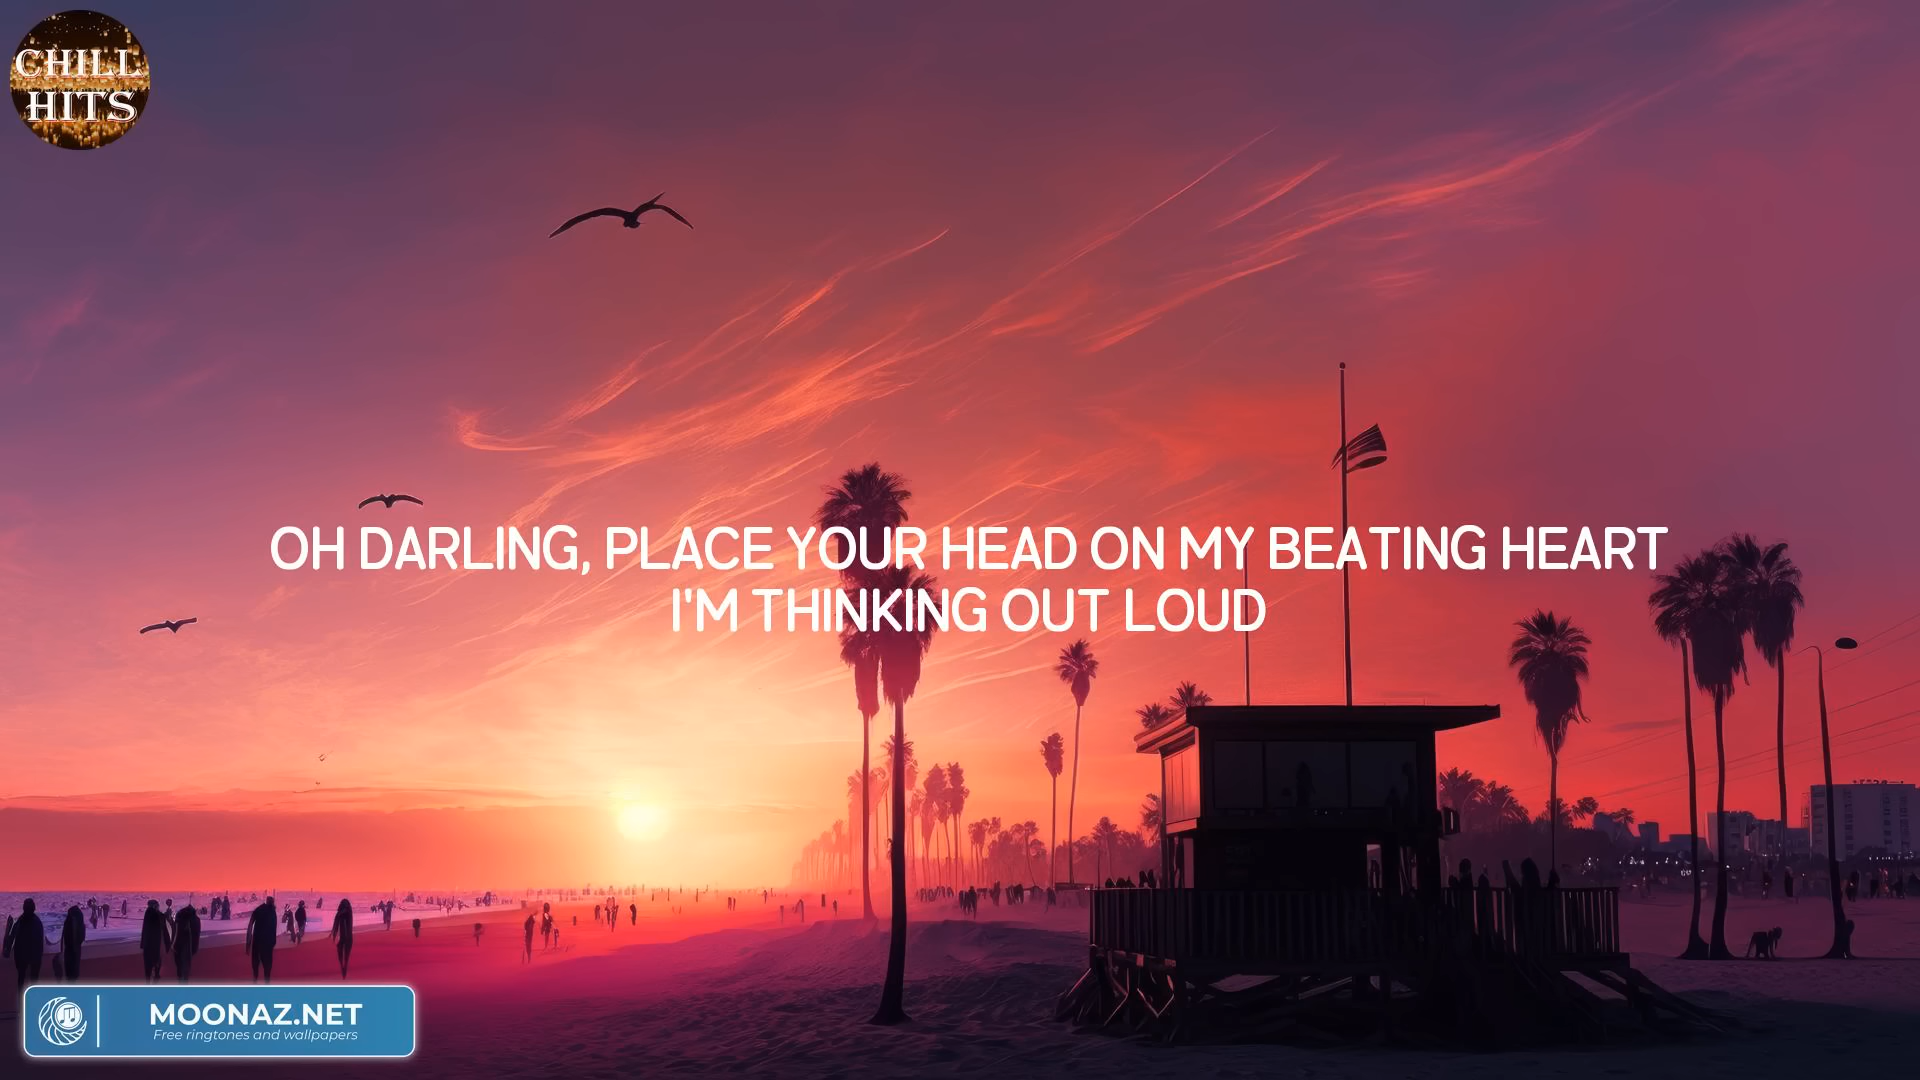 CHILL
HITS
OH DARLING, PLACE YOUR HEAD ON MY BEATING HEART
I'M THINKING OUT LOUD
MOONAZ.NET
Free ringtones and wallpapers